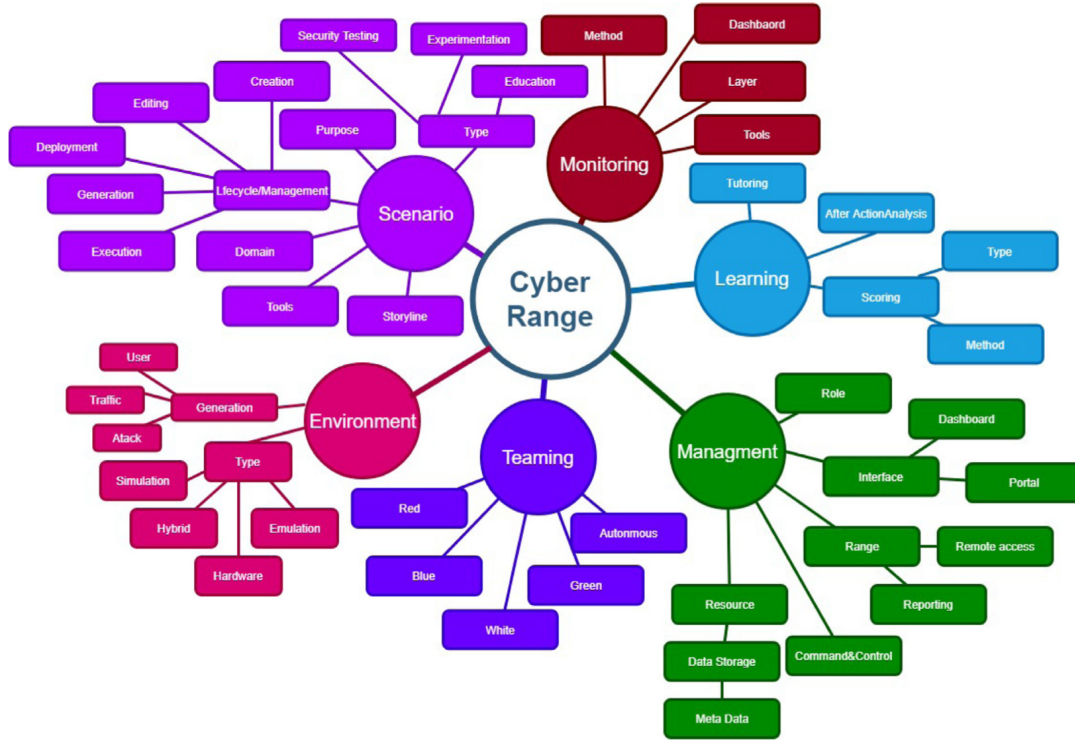 Cyber
Range
Scenario
Security Testing
Experimentation
Education
Type
Purpose
Creation
Editing
Deployment
Generation
Execution
Lfecycle/Management
Domain
Tools
Storyline
Monitoring
Method
Dashbaord
Layer
Tools
Learning
Tutoring
After ActionAnalysis
Scoring
Type
Method
Managment
Role
Interface
Dashboard
Portal
Range
Remote access
Reporting
Command&Control
Resource
Data Storage
Meta Data
Teaming
Red
Blue
White
Green
Autonmous
Environment
Generation
User
Traffic
Atack
Type
Simulation
Hybrid
Hardware
Emulation